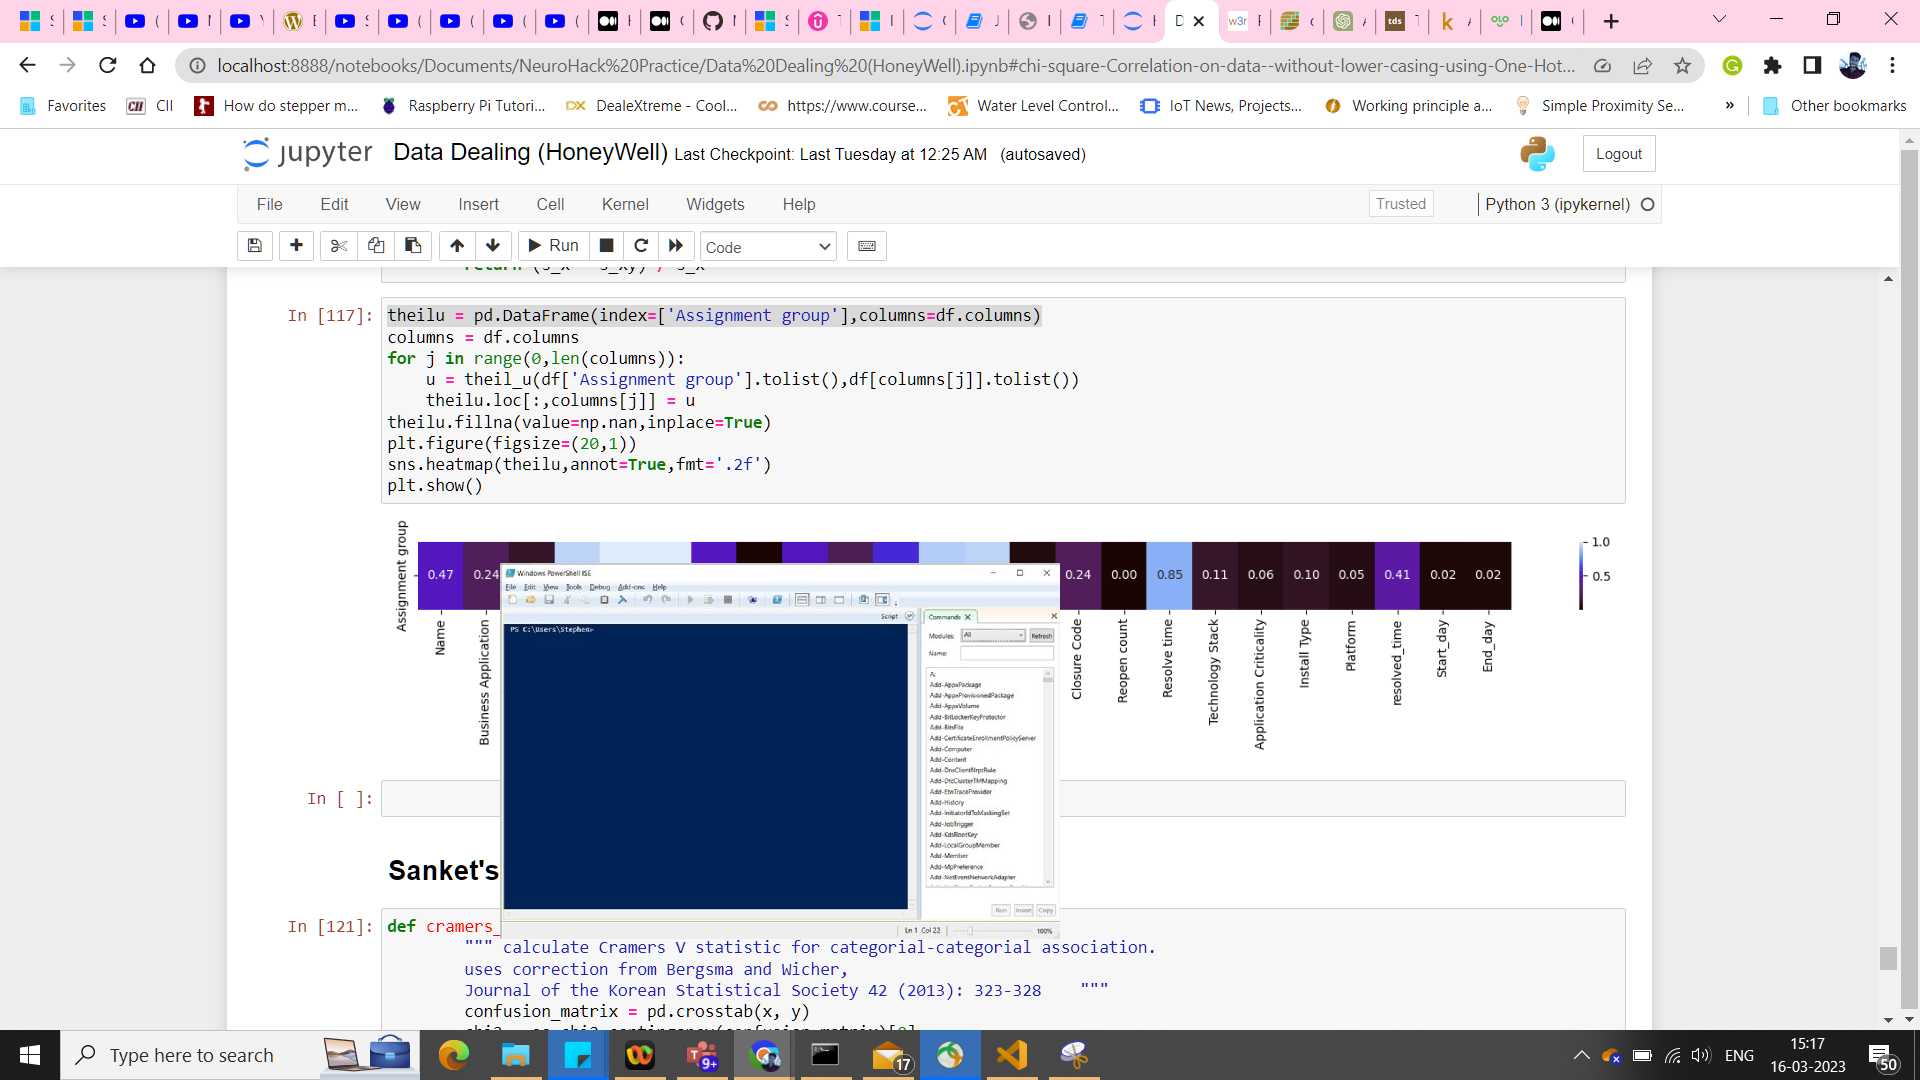 localhost:8888/notebooks/Documents/NeuroHack%20Practice/Data%20Dealing%20(HoneyWell).ipynb#chi-square-Correlation-on-data--without-lower-casing-using-One-Hot...
Favorites
CII
How do stepper m...
Raspberry Pi Tutori...
DX DealeXtreme - Cool...
https://www.course...
Water Level Control...
IoT News, Projects...
Working principle a...
Simple Proximity Se...
»
Other bookmarks
jupyter Data Dealing (HoneyWell) Last Checkpoint: Last Tuesday at 12:25 AM (autosaved)
Logout
File Edit View Insert Cell Kernel Widgets Help
Trusted
Python 3 (ipykernel)
Run
Code
In [117]:
theilu = pd.DataFrame(index=['Assignment group'],columns=df.columns)
columns = df.columns
for j in range(0,len(columns)):
u = theil_u(df['Assignment group'].tolist(),df[columns[j]].tolist())
theilu.loc[:,columns[j]] = u
theilu.fillna(value=np.nan,inplace=True)
plt.figure(figsize=(20,1))
sns.heatmap(theilu,annot=True,fmt='.2f')
plt.show()
Assignment group
0.47 0.24
0.24 0.00 0.85 0.11 0.06 0.10 0.05 0.41 0.02 0.02
1.0
0.5
Name
Business Application
Closure Code
Reopen count
Resolve time
Technology Stack
Application Criticality
Install Type
Platform
resolved_time
Start_day
End_day
Windows PowerShell ISE
File Edit View Tools Debug Add-ons Help
Script
PS C:\Users\Stephen>
Commands X
Modules: All Refresh
Name:
A:
Add-AppxPackage
Add-AppxProvisionedPackage
Add-AppxVolume
Add-BitLockerKeyProtector
Add-BitsFile
Add-CertificateEnrollmentPolicyServer
Add-Computer
Add-Content
Add-DnsClientNrptRule
Add-DtcClusterTMMapping
Add-EtwTraceProvider
Add-History
Add-InitiatorIdToMaskingSet
Add-JobTrigger
Add-KdsRootKey
Add-LocalGroupMember
Add-Member
Add-MpPreference
Add-NetEventNetworkAdapter
Run Insert Copy
Ln 1 Col 22
100%
In [ ]:
Sanket's
In [121]:
def cramers_
""" calculate Cramers V statistic for categorial-categorial association.
uses correction from Bergsma and Wicher,
Journal of the Korean Statistical Society 42 (2013): 323-328 """
confusion_matrix = pd.crosstab(x, y)
Type here to search
9+
17
ENG
15:17
16-03-2023
50